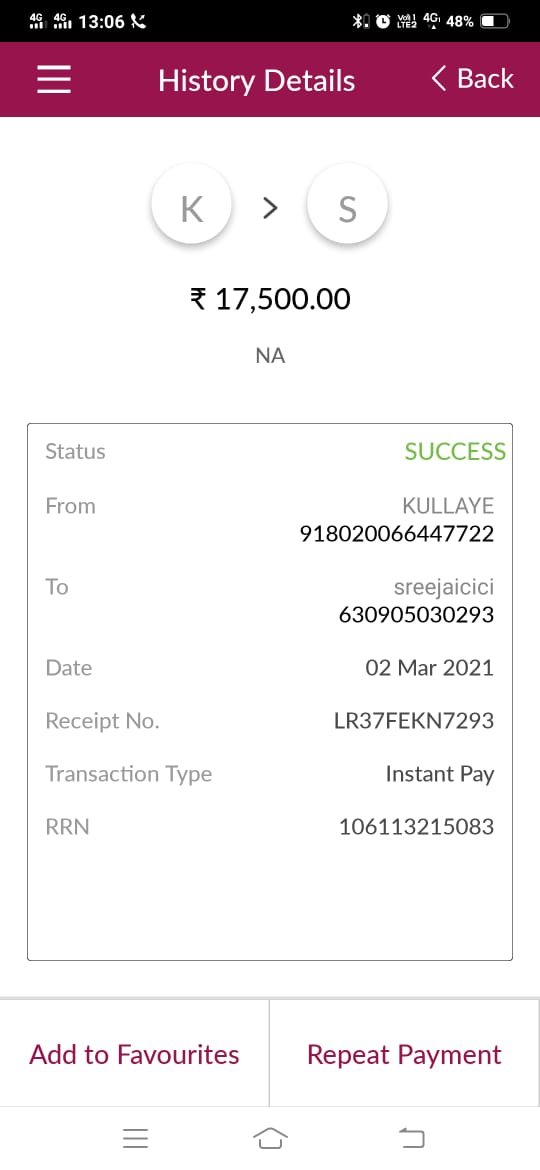 4G 4G 13:06 4G 48%
History Details
Back
K > S
₹ 17,500.00
NA
Status SUCCESS
From KULLAYE
918020066447722
To sreejaicici
630905030293
Date 02 Mar 2021
Receipt No. LR37FEKN7293
Transaction Type Instant Pay
RRN 106113215083
Add to Favourites Repeat Payment